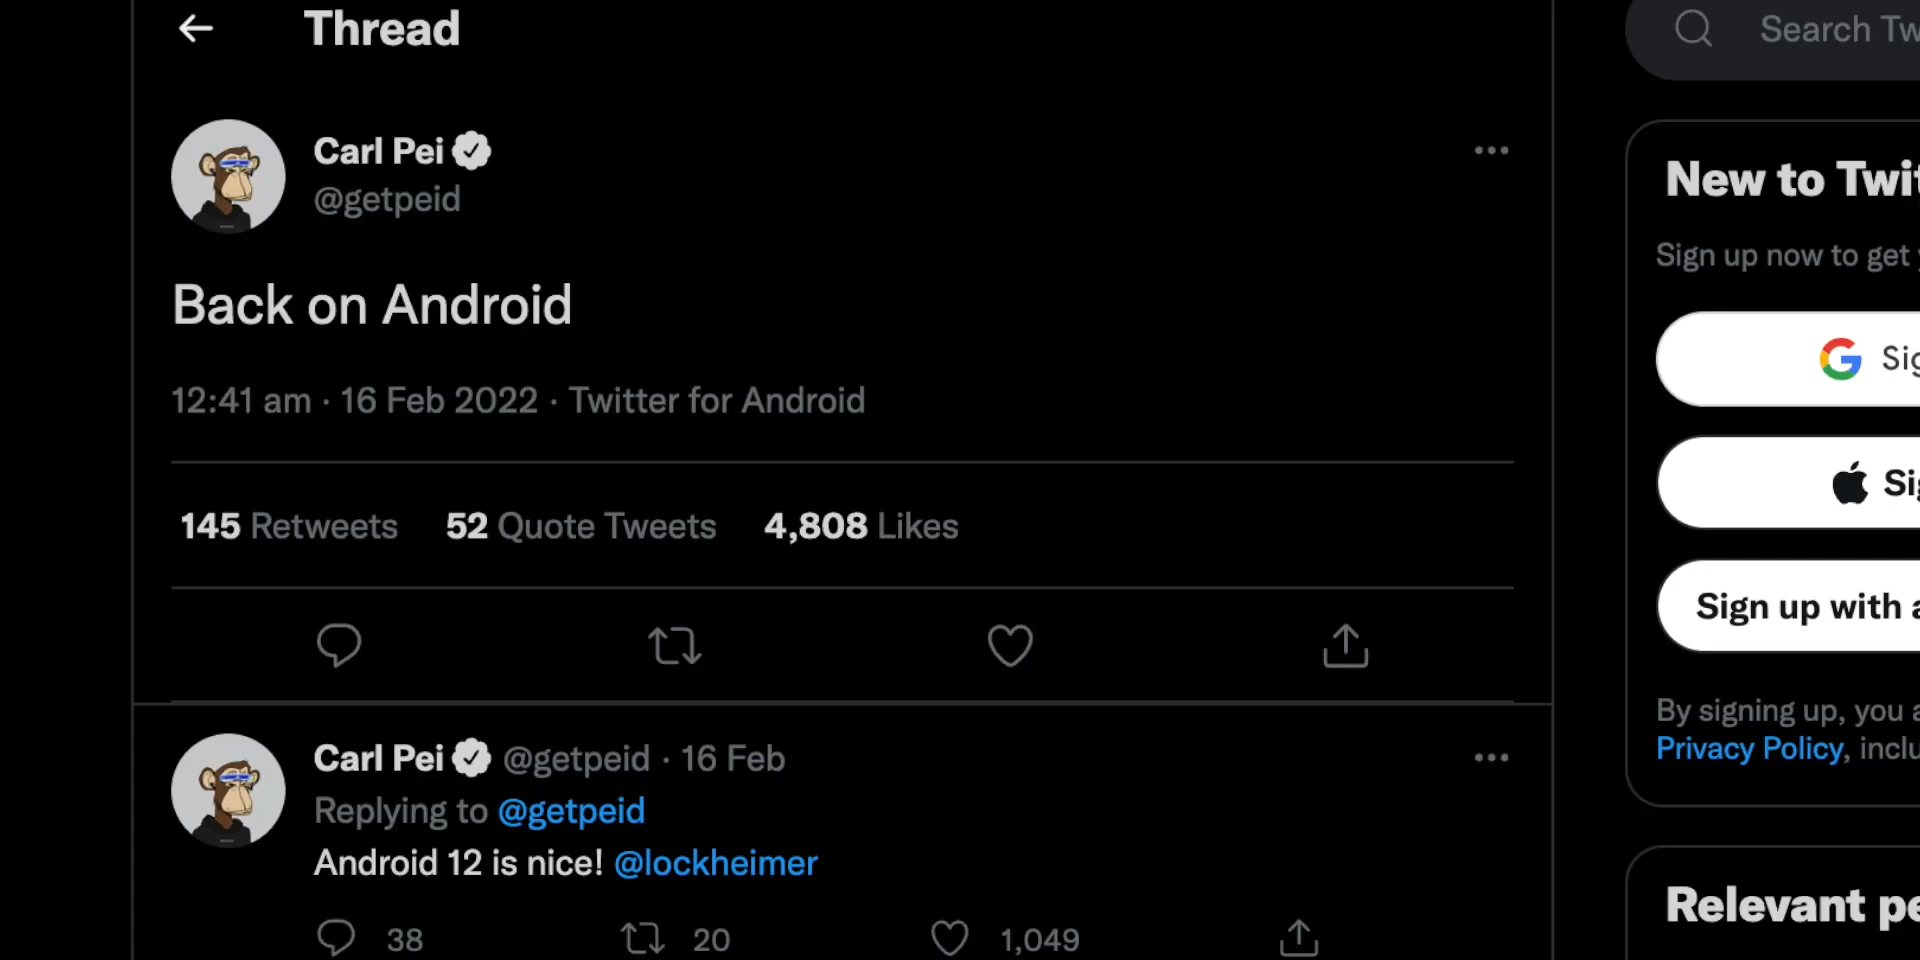 Thread
Search Tw
Carl Pei
@getpeid
Back on Android
12:41 am · 16 Feb 2022 · Twitter for Android
145 Retweets 52 Quote Tweets 4,808 Likes
Carl Pei @getpeid · 16 Feb
Replying to @getpeid
Android 12 is nice! @lockheimer
38 20 1,049
New to Twit
Sign up now to get
Sig
Sig
Sign up with a
By signing up, you a
Privacy Policy, inclu
Relevant pe